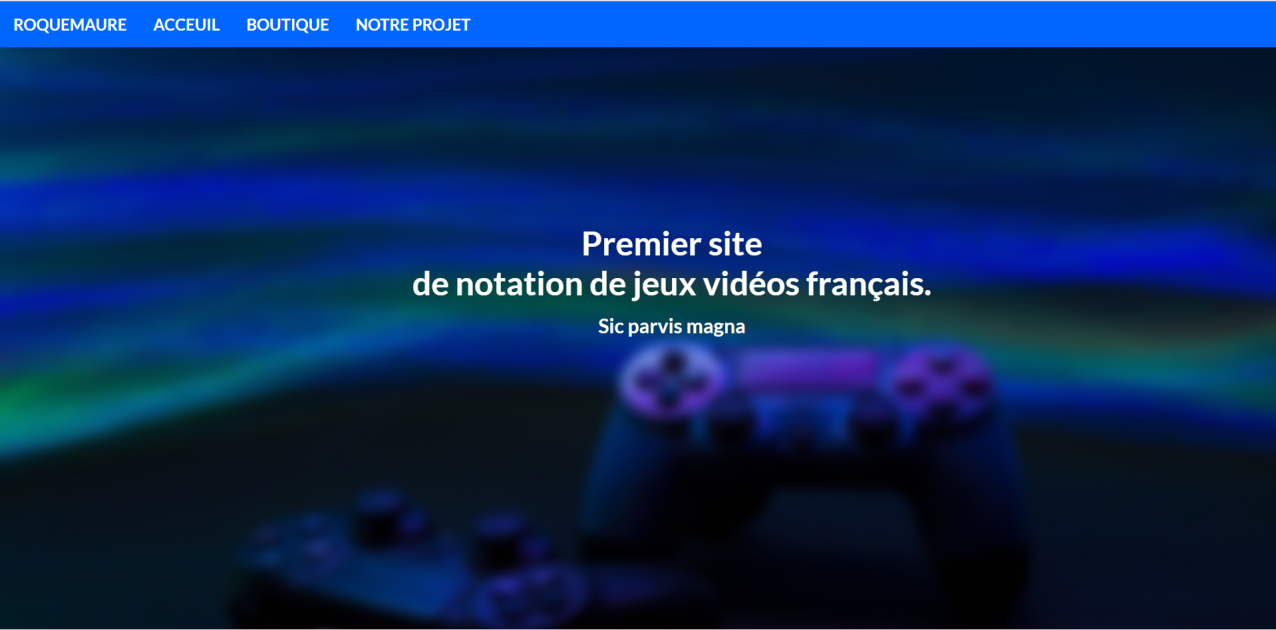 ROQUEMAURE ACCEUIL BOUTIQUE NOTRE PROJET
Premier site
de notation de jeux vidéos français.
Sic parvis magna